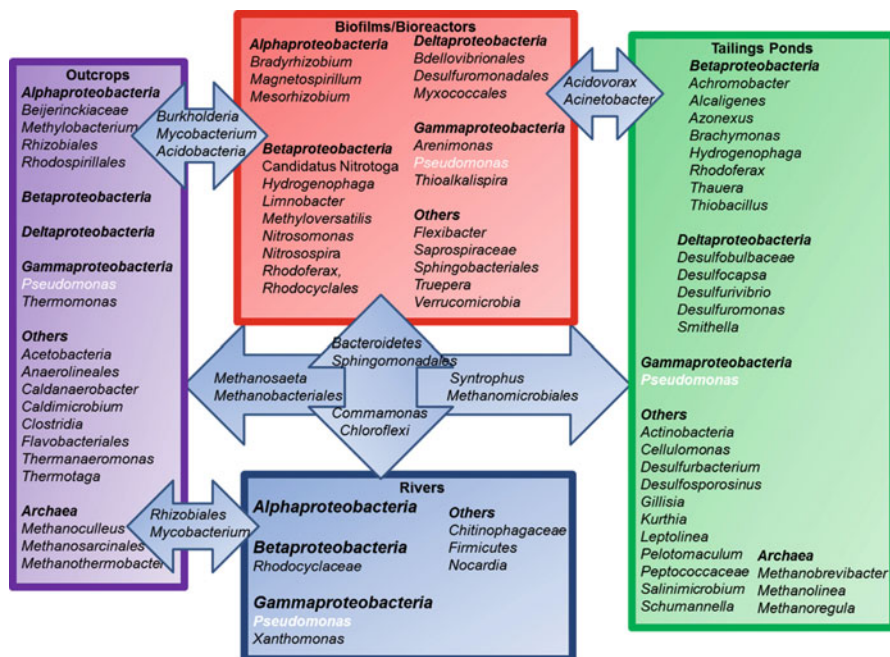 Biofilms/Bioreactors
Alphaproteobacteria
Bradyrhizobium
Magnetospirillum
Mesorhizobium
Betaproteobacteria
Candidatus Nitrotoga
Hydrogenophaga
Limnobacter
Methyloversatilis
Nitrosomonas
Nitrosospira
Rhodoferax,
Rhodocyclales
Deltaproteobacteria
Bdellovibrionales
Desulfuromonadales
Myxococcales
Gammaproteobacteria
Arenimonas
Pseudomonas
Thioalkalispira
Others
Flexibacter
Saprospiraceae
Sphingobacteriales
Truepera
Verrucomicrobia
Outcrops
Alphaproteobacteria
Beijerinckiaceae
Methylobacterium
Rhizobiales
Rhodospirillales
Betaproteobacteria
Deltaproteobacteria
Gammaproteobacteria
Pseudomonas
Thermomonas
Others
Acetobacteria
Anaerolineales
Caldanaerobacter
Caldimicrobium
Clostridia
Flavobacteriales
Thermanaeromonas
Thermotaga
Archaea
Methanoculleus
Methanosarcinales
Methanothermobacter
Burkholderia
Mycobacterium
Acidobacteria
Acidovorax
Acinetobacter
Tailings Ponds
Betaproteobacteria
Achromobacter
Alcaligenes
Azonexus
Brachymonas
Hydrogenophaga
Rhodoferax
Thauera
Thiobacillus
Deltaproteobacteria
Desulfobulbaceae
Desulfocapsa
Desulfurivibrio
Desulfuromonas
Smithella
Gammaproteobacteria
Pseudomonas
Others
Actinobacteria
Cellulomonas
Desulfurbacterium
Desulfosporosinus
Gillisia
Kurthia
Leptolinea
Pelotomaculum
Peptococcaceae
Salinimicrobium
Schumannella
Archaea
Methanobrevibacter
Methanolinea
Methanoregula
Bacteroidetes
Sphingomonadales
Methanosaeta
Methanobacteriales
Syntrophus
Methanomicrobiales
Commamonas
Chloroflexi
Rhizobiales
Mycobacterium
Rivers
Alphaproteobacteria
Betaproteobacteria
Rhodocyclaceae
Gammaproteobacteria
Pseudomonas
Xanthomonas
Others
Chitinophagaceae
Firmicutes
Nocardia